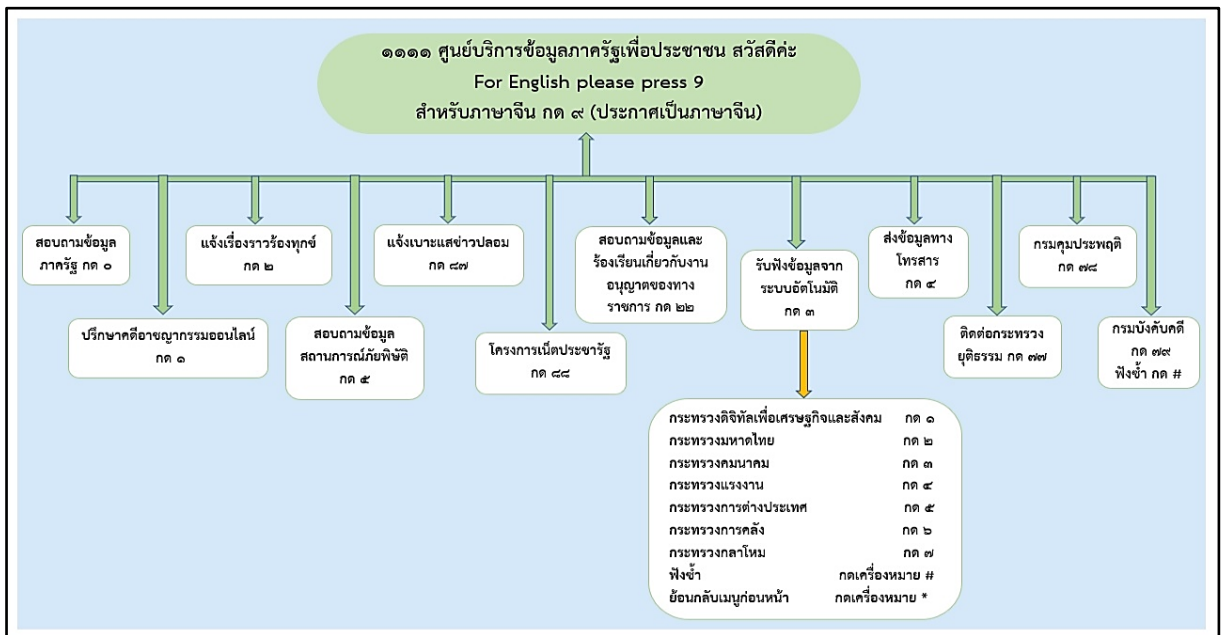 ๑๑๑๑ ศูนย์บริการข้อมูลภาครัฐเพื่อประชาชน สวัสดีค่ะ
For English please press 9
สำหรับภาษาจีน กด ๙ (ประกาศเป็นภาษาจีน)
สอบถามข้อมูล
ภาครัฐ กด ๐
ปรึกษาคดีอาชญากรรมออนไลน์
กด ๑
แจ้งเรื่องราวร้องทุกข์
กด ๒
สอบถามข้อมูล
สถานการณ์ภัยพิษัติ
กด ๕
แจ้งเบาะแสข่าวปลอม
กด ๘๗
โครงการเน็ตประชารัฐ
กด ๘๘
สอบถามข้อมูลและ
ร้องเรียนเกี่ยวกับงาน
อนุญาตของทาง
ราชการ กด ๒๒
รับฟังข้อมูลจาก
ระบบอัตโนมัติ
กด ๓
ส่งข้อมูลทาง
โทรสาร
กด ๔
ติดต่อกระทรวง
ยุติธรรม กด ๗๗
กรมคุมประพฤติ
กด ๗๘
กรมบังคับคดี
กด ๗๙
ฟังซ้ำ กด #
กระทรวงดิจิทัลเพื่อเศรษฐกิจและสังคม กด ๑
กระทรวงมหาดไทย กด ๒
กระทรวงคมนาคม กด ๓
กระทรวงแรงงาน กด ๔
กระทรวงการต่างประเทศ กด ๕
กระทรวงการคลัง กด ๖
กระทรวงกลาโหม กด ๗
ฟังซ้ำ กดเครื่องหมาย #
ย้อนกลับเมนูก่อนหน้า กดเครื่องหมาย *